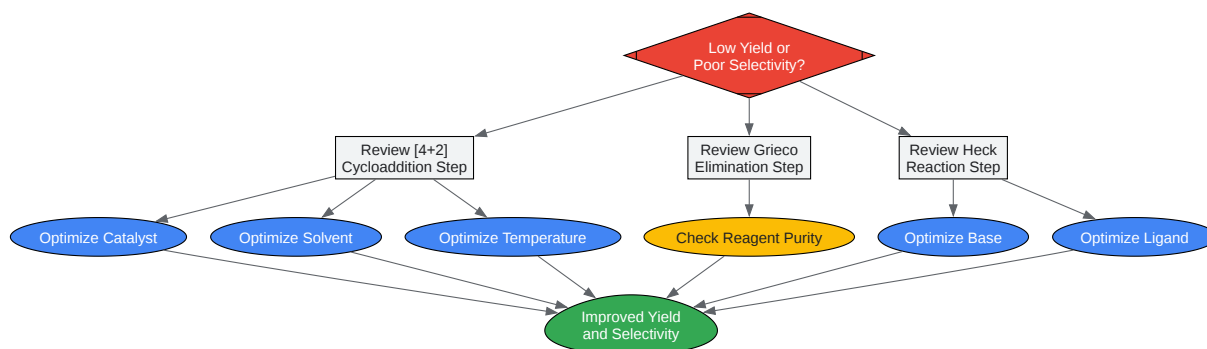 Low Yield or
Poor Selectivity?
Review [4+2]
Cycloaddition Step
Review Grieco
Elimination Step
Review Heck
Reaction Step
Optimize Catalyst
Optimize Solvent
Optimize Temperature
Check Reagent Purity
Optimize Base
Optimize Ligand
Improved Yield
and Selectivity